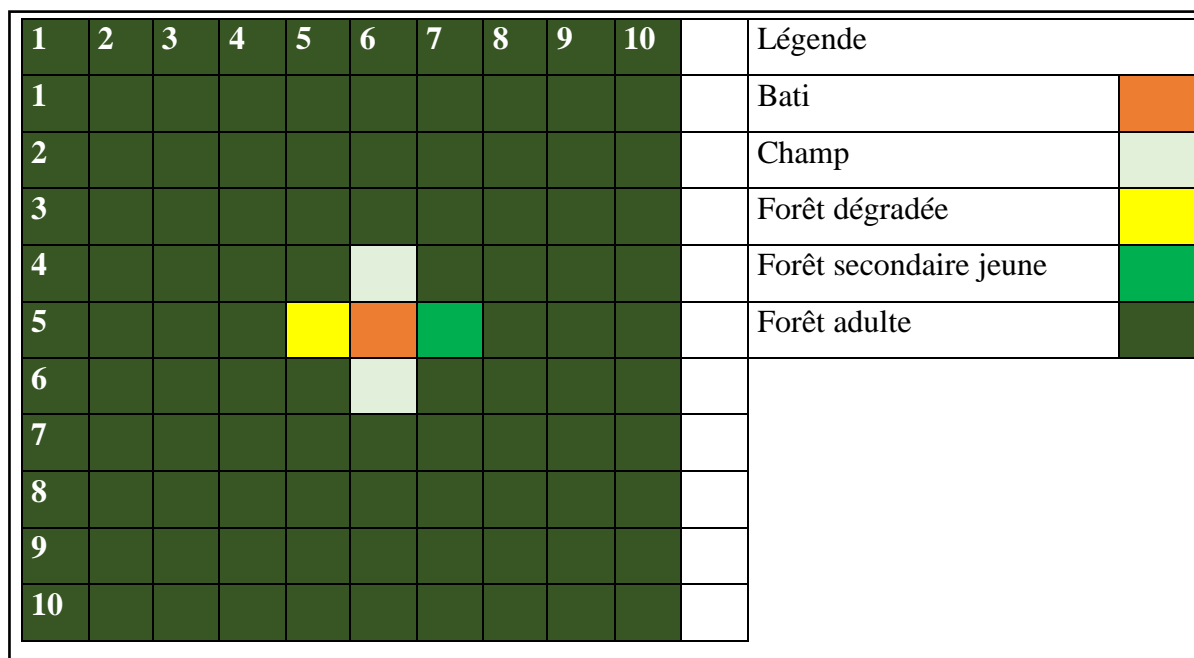 1 2 3 4 5 6 7 8 9 10 Légende
1 Bati
2 Champ
3 Forêt dégradée
4 Forêt secondaire jeune
5 Forêt adulte
6
7
8
9
10